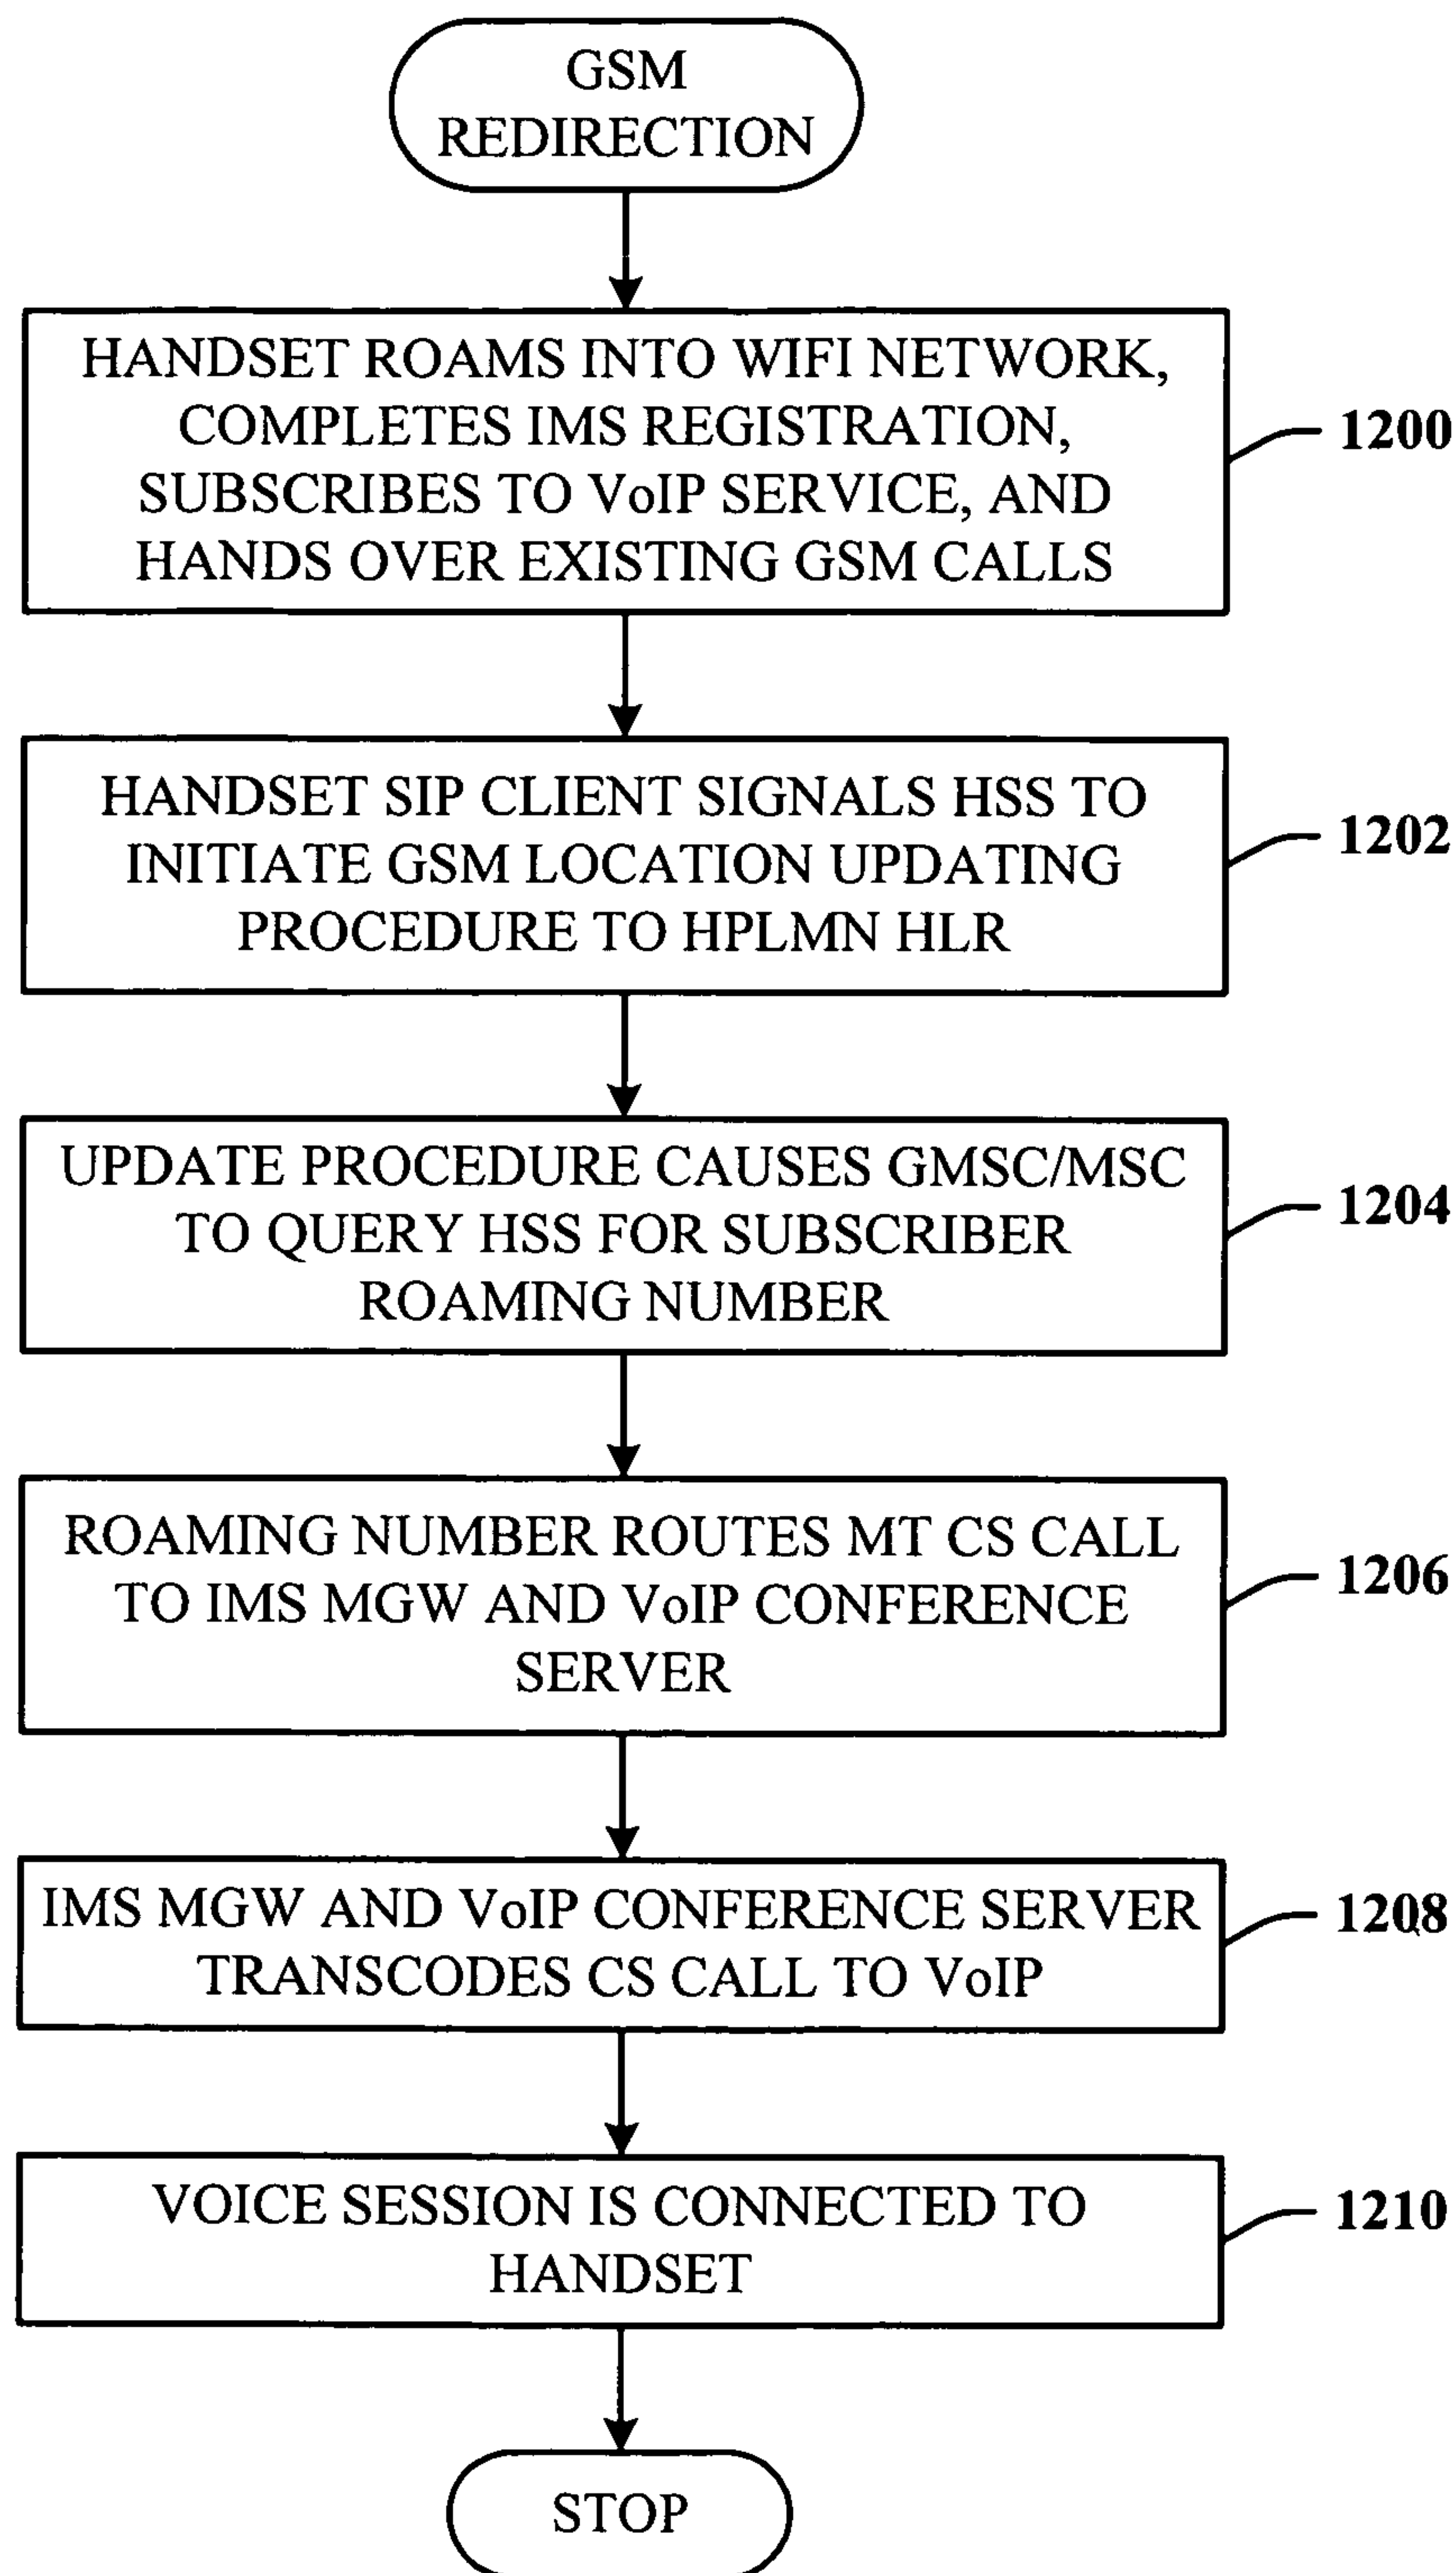 GSM
REDIRECTION
HANDSET ROAMS INTO WIFI NETWORK,
COMPLETES IMS REGISTRATION,
SUBSCRIBES TO VoIP SERVICE, AND
HANDS OVER EXISTING GSM CALLS
1200
HANDSET SIP CLIENT SIGNALS HSS TO
INITIATE GSM LOCATION UPDATING
PROCEDURE TO HPLMN HLR
1202
UPDATE PROCEDURE CAUSES GMSC/MSC
TO QUERY HSS FOR SUBSCRIBER
ROAMING NUMBER
1204
ROAMING NUMBER ROUTES MT CS CALL
TO IMS MGW AND VoIP CONFERENCE
SERVER
1206
IMS MGW AND VoIP CONFERENCE SERVER
TRANSCODES CS CALL TO VoIP
1208
VOICE SESSION IS CONNECTED TO
HANDSET
1210
STOP